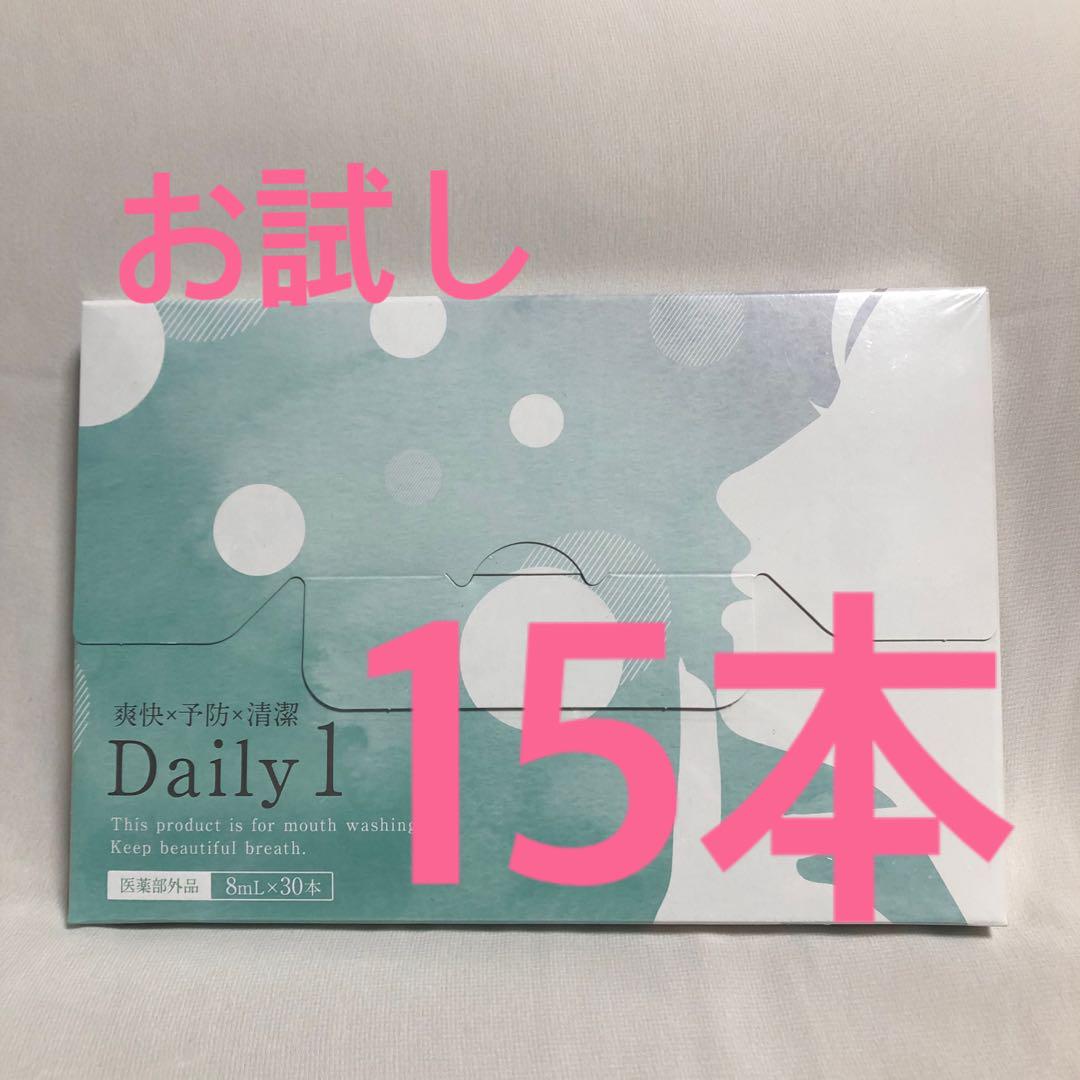 お試し
15本
爽快×予防×清潔
Daily 1
This product is for mouth washing
Keep beautiful breath.
医薬部外品 8mL×30本